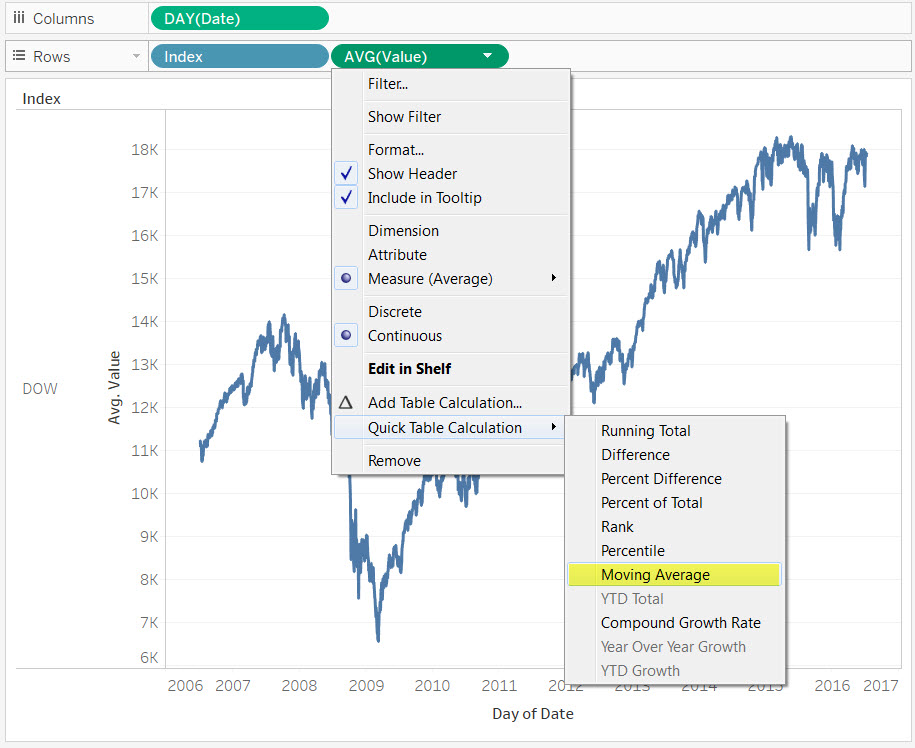 Columns
DAY(Date)
Rows
Index
AVG(Value)
Index
Filter...
Show Filter
Format...
Show Header
Include in Tooltip
Dimension
Attribute
Measure (Average)
Discrete
Continuous
Edit in Shelf
Add Table Calculation...
Quick Table Calculation
Remove
Running Total
Difference
Percent Difference
Percent of Total
Rank
Percentile
Moving Average
YTD Total
Compound Growth Rate
Year Over Year Growth
YTD Growth
DOW
Avg. Value
18K
17K
16K
15K
14K
13K
12K
11K
10K
9K
8K
7K
6K
2006 2007 2008 2009 2010 2011 2012 2013 2014 2015 2016 2017
Day of Date